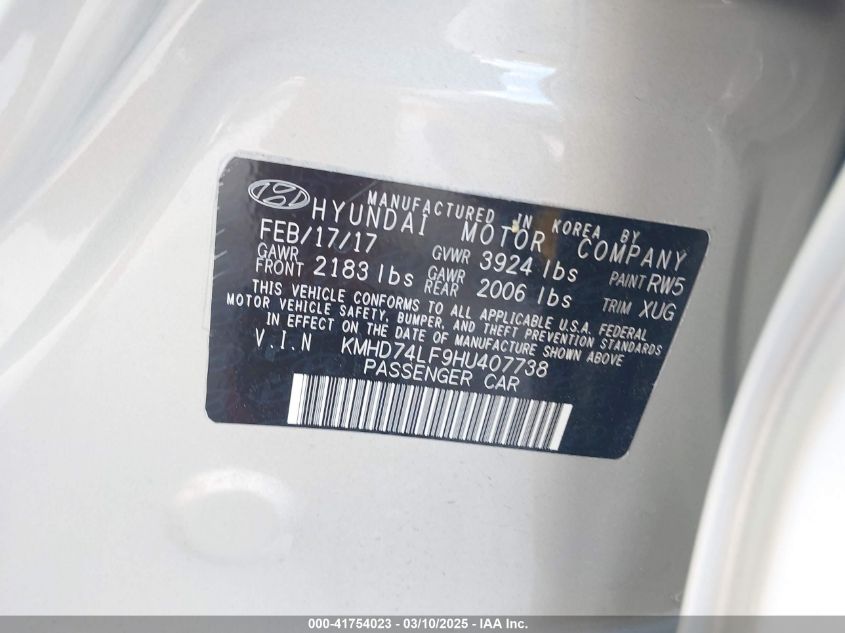 MANUFACTURED IN KOREA BY
HYUNDAI MOTOR COMPANY
FEB/17/17 GVWR 3924 lbs PAINT RW5
GAWR FRONT 2183 lbs GAWR REAR 2006 lbs TRIM XUG
THIS VEHICLE CONFORMS TO ALL APPLICABLE U.S.A. FEDERAL
MOTOR VEHICLE SAFETY, BUMPER, AND THEFT PREVENTION STANDARDS
IN EFFECT ON THE DATE OF MANUFACTURE SHOWN ABOVE
V.I.N KMHD74LF9HU407738
PASSENGER CAR
000-41754023 — 03/10/2025 — IMPACT AUTO AUCTIONS, INC.